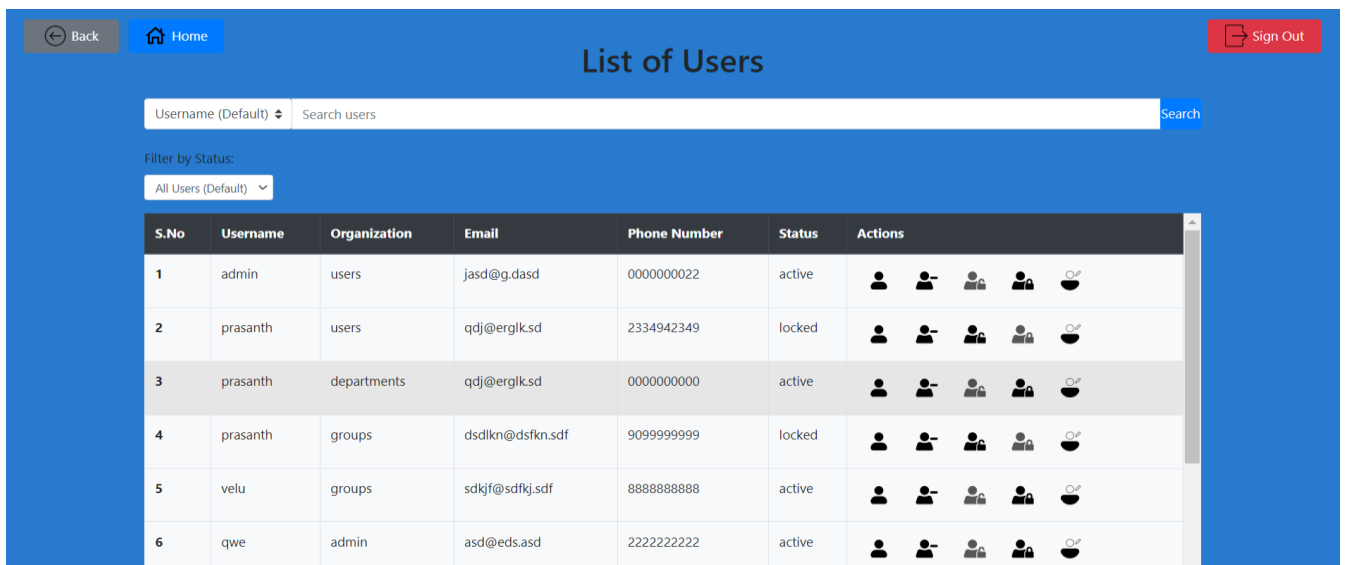 Back Home Sign Out
List of Users
Username (Default) Search users Search
Filter by Status:
All Users (Default)
S.No Username Organization Email Phone Number Status Actions
1 admin users jasd@g.dasd 0000000022 active
2 prasanth users qdj@erglk.sd 2334942349 locked
3 prasanth departments qdj@erglk.sd 0000000000 active
4 prasanth groups dsdlkn@dsfkn.sdf 9099999999 locked
5 velu groups sdkjf@sdfkj.sdf 8888888888 active
6 qwe admin asd@eds.asd 2222222222 active